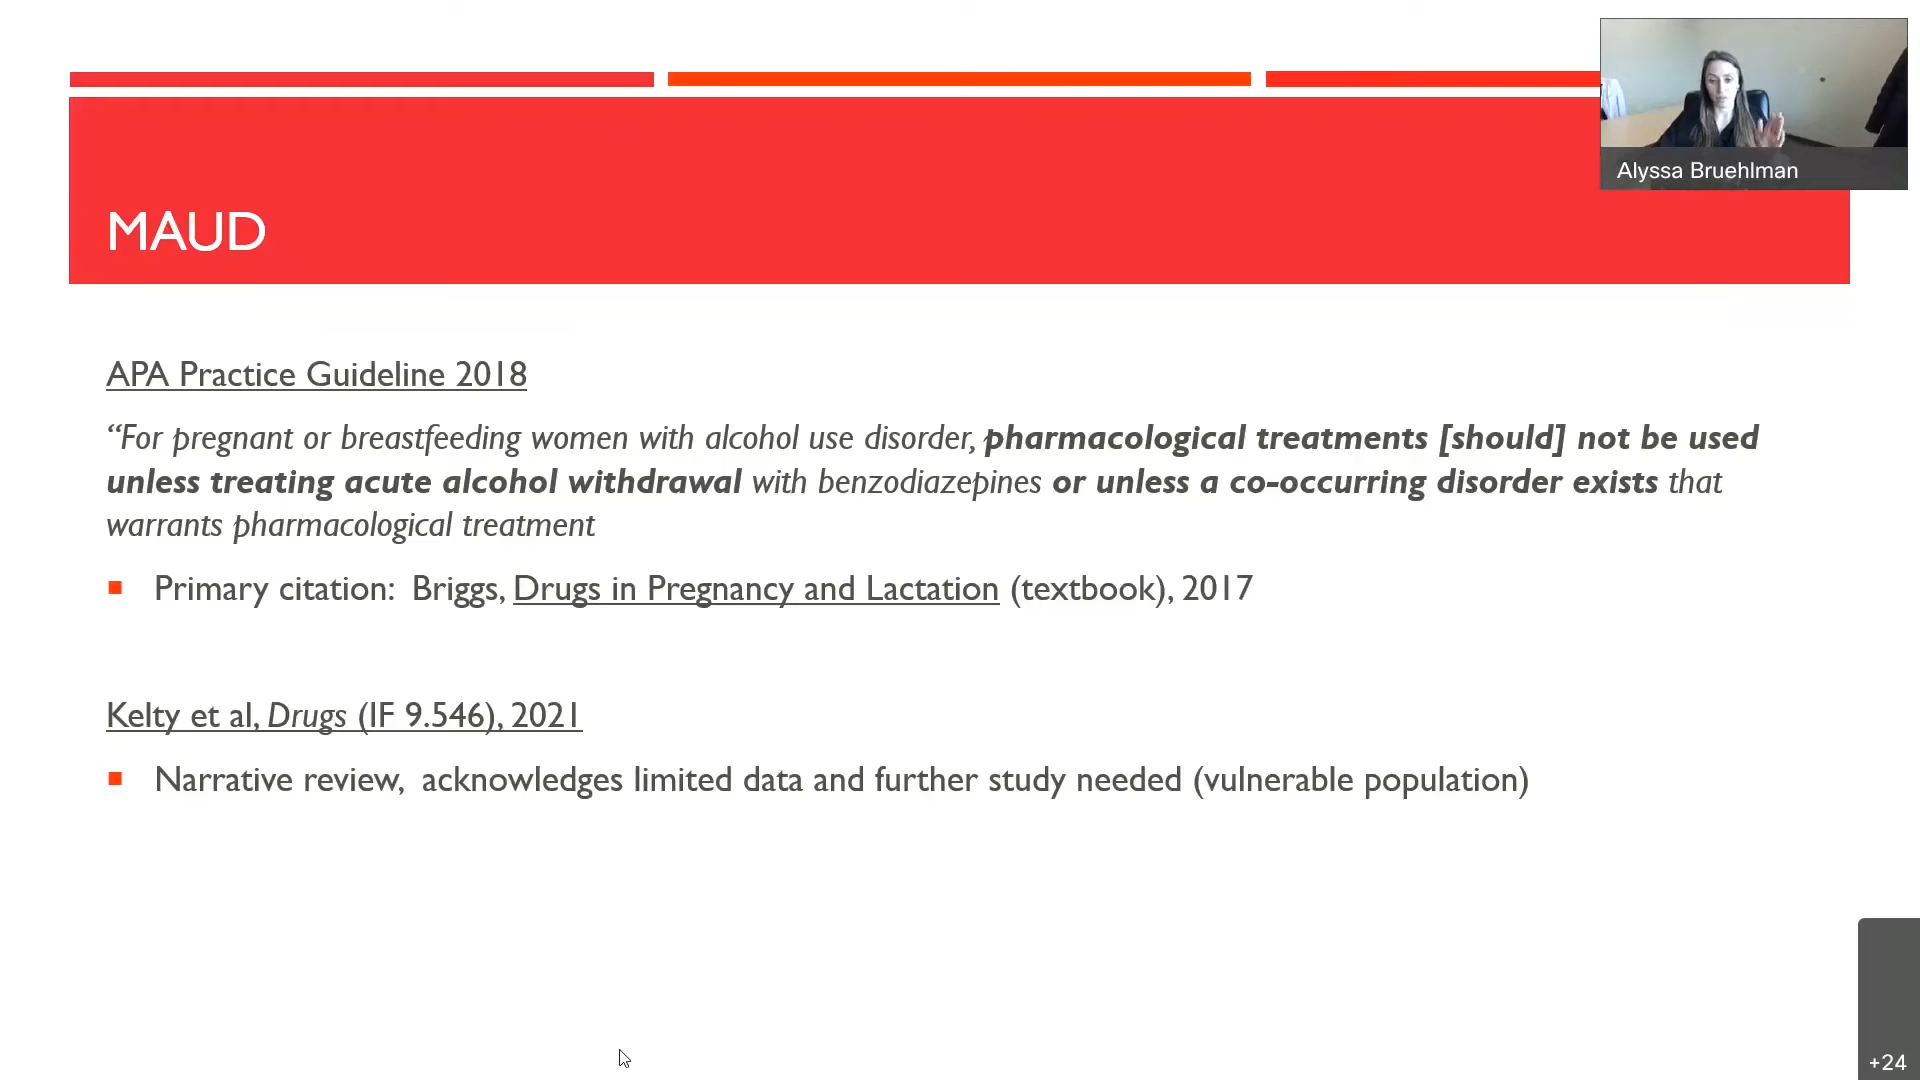 Alyssa Bruehlman
MAUD
APA Practice Guideline 2018
“For pregnant or breastfeeding women with alcohol use disorder, pharmacological treatments [should] not be used
unless treating acute alcohol withdrawal with benzodiazepines or unless a co-occurring disorder exists that
warrants pharmacological treatment
Primary citation: Briggs, Drugs in Pregnancy and Lactation (textbook), 2017
Kelty et al, Drugs (IF 9.546), 2021
Narrative review, acknowledges limited data and further study needed (vulnerable population)
+24